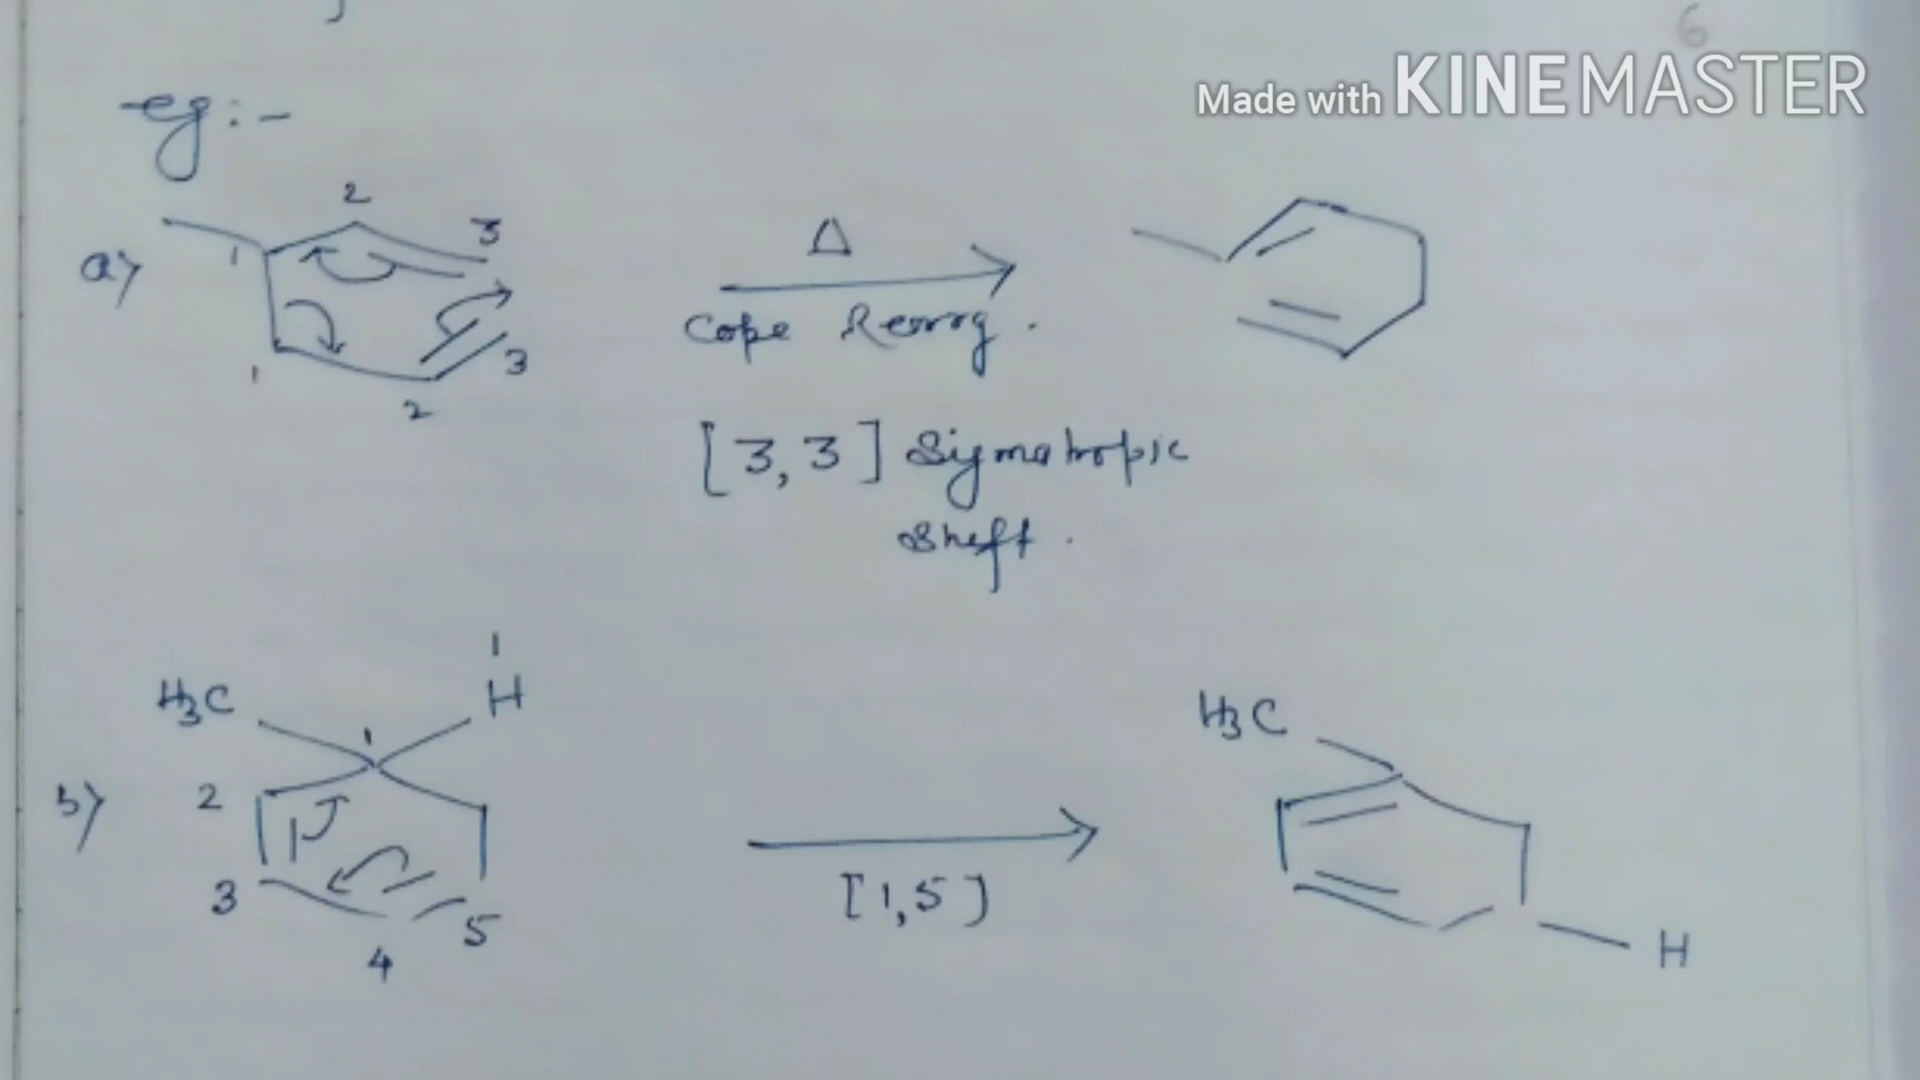 6
Made with KINEMASTER
eg:-
a)
1 2 3
1 2 3
Δ
Cope Rearrg.
[3,3] Sigmatropic
Sheft.
b)
H3C 1 H 1
2 3 4 5
[1,5]
H3C
H